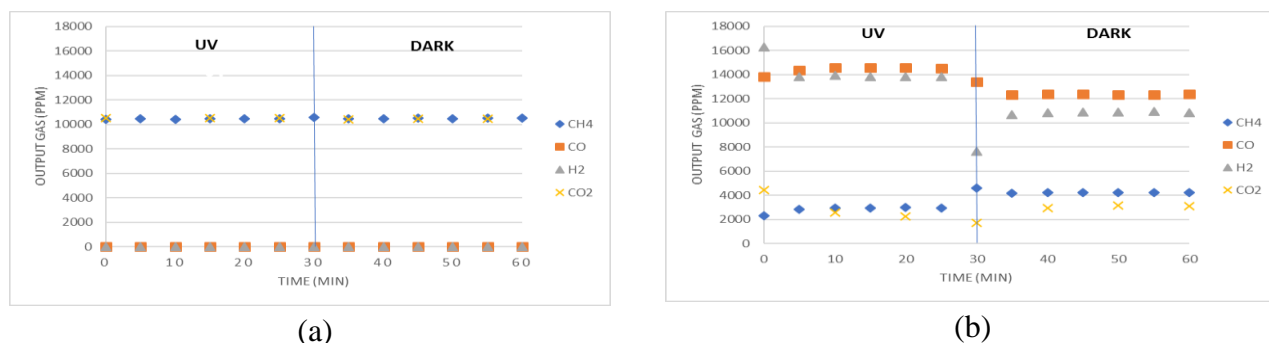 18000
16000
14000
12000
10000
8000
6000
4000
2000
0
OUTPUT GAS (PPM)
UV
DARK
0 10 20 30 40 50 60
TIME (MIN)
CH4
CO
H2
CO2
(a)
18000
16000
14000
12000
10000
8000
6000
4000
2000
0
OUTPUT GAS (PPM)
UV
DARK
0 10 20 30 40 50 60
TIME (MIN)
CH4
CO
H2
CO2
(b)